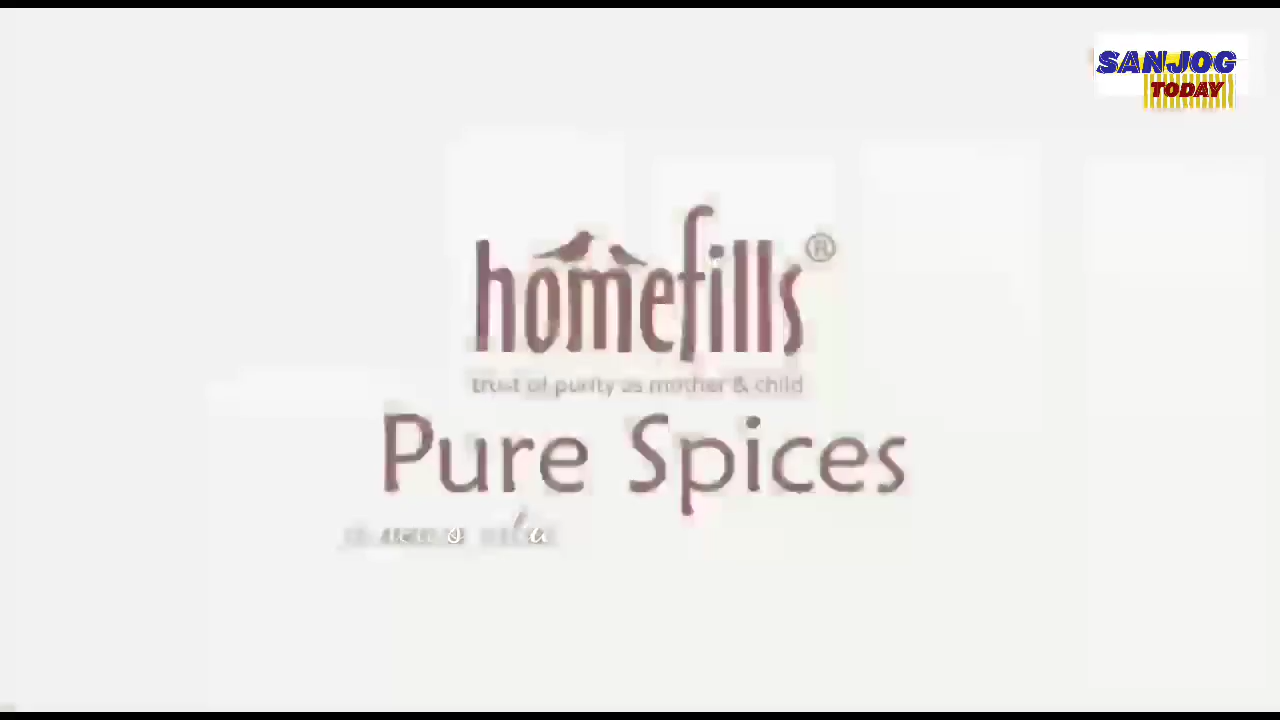 SANJOG
TODAY
homefills®
trust of purity as mother & child
Pure Spices